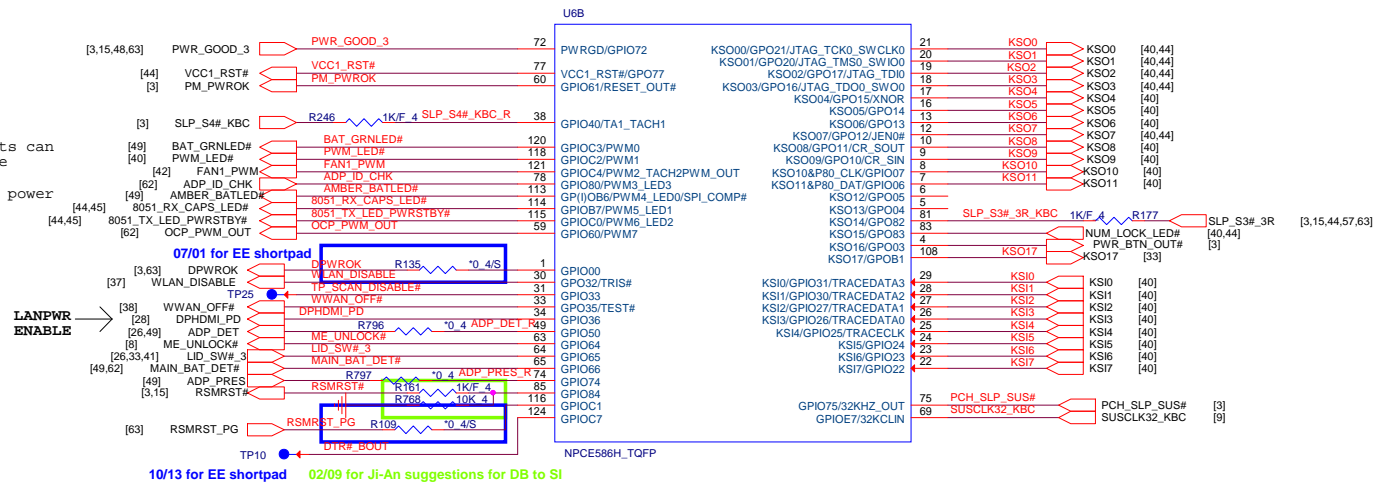 U6B
[3,15,48,63] PWR_GOOD_3 PWR_GOOD_3 72 PWRGD/GPIO72
[44] VCC1_RST# VCC1_RST# 77 VCC1_RST#/GPO77
[3] PM_PWROK PM_PWROK 60 GPIO61/RESET_OUT#
[3] SLP_S4#_KBC R246 1K/F_4 SLP_S4#_KBC_R 38 GPIO40/TA1_TACH1
ts can
e
power
[49] BAT_GRNLED# BAT_GRNLED# 120 GPIOC3/PWM0
[40] PWM_LED# PWM_LED# 118 GPIOC2/PWM1
[42] FAN1_PWM FAN1_PWM 121 GPIOC4/PWM2_TACH2PWM_OUT
[62] ADP_ID_CHK ADP_ID_CHK 78 GPIO80/PWM3_LED3
[49] AMBER_BATLED# AMBER_BATLED# 113 GP(I)OB6/PWM4_LED0/SPI_COMP#
[44,45] 8051_RX_CAPS_LED# 8051_RX_CAPS_LED# 114 GPIOB7/PWM5_LED1
[44,45] 8051_TX_LED_PWRSTBY# 8051_TX_LED_PWRSTBY# 115 GPIOC0/PWM6_LED2
[62] OCP_PWM_OUT OCP_PWM_OUT 59 GPIO60/PWM7
07/01 for EE shortpad
[3,63] DPWROK DPWROK R135 *0_4/S 1 GPIO00
[37] WLAN_DISABLE WLAN_DISABLE 30 GPO32/TRIS#
TP25 TP_SCAN_DISABLE# 31 GPIO33
[38] WWAN_OFF# WWAN_OFF# 33 GPO35/TEST#
LANPWR
ENABLE
[28] DPHDMI_PD DPHDMI_PD 34 GPIO36
[26,49] ADP_DET R796 *0_4 ADP_DET_R 49 GPIO50
[8] ME_UNLOCK# ME_UNLOCK# 63 GPIO64
[26,33,41] LID_SW#_3 LID_SW#_3 64 GPIO65
[49,62] MAIN_BAT_DET# MAIN_BAT_DET# 65 GPIO66
[49] ADP_PRES R797 *0_4 ADP_PRES_R 74 GPIO74
[3,15] RSMRST# RSMRST# R161 1K/F_4 85 GPIO84
R768 10K_4 116 GPIOC1
[63] RSMRST_PG RSMRST_PG R109 *0_4/S 124 GPIOC7
TP10 DTR#_BOUT
10/13 for EE shortpad 02/09 for Ji-An suggestions for DB to SI
KSO00/GPO21/JTAG_TCK0_SWCLK0 21 KSO0 KSO0 [40,44]
KSO01/GPIO20/JTAG_TMS0_SWIO0 20 KSO1 KSO1 [40,44]
KSO02/GPIO17/JTAG_TDI0 19 KSO2 KSO2 [40,44]
KSO03/GPIO16/JTAG_TDO0_SWO0 18 KSO3 KSO3 [40,44]
KSO04/GPIO15/XNOR 17 KSO4 KSO4 [40]
KSO05/GPIO14 16 KSO5 KSO5 [40]
KSO06/GPIO13 13 KSO6 KSO6 [40]
KSO07/GPIO12/JEN0# 12 KSO7 KSO7 [40,44]
KSO08/GPIO11/CR_SOUT 10 KSO8 KSO8 [40]
KSO09/GPIO10/CR_SIN 9 KSO9 KSO9 [40]
KSO10&P80_CLK/GPIO07 8 KSO10 KSO10 [40]
KSO11&P80_DAT/GPIO06 7 KSO11 KSO11 [40]
KSO12/GPO05 6
KSO13/GPO04 5
KSO14/GPO82 81 SLP_S3#_3R_KBC 1K/F_4 R177 SLP_S3#_3R [3,15,44,57,63]
KSO15/GPO83 83 NUM_LOCK_LED# [40,44]
KSO16/GPO03 4 PWR_BTN_OUT# [3]
KSO17/GPOB1 108 KSO17 KSO17 [33]
KSI0/GPIO31/TRACEDATA3 29 KSI0 KSI0 [40]
KSI1/GPIO30/TRACEDATA2 28 KSI1 KSI1 [40]
KSI2/GPIO27/TRACEDATA1 27 KSI2 KSI2 [40]
KSI3/GPIO26/TRACEDATA0 26 KSI3 KSI3 [40]
KSI4/GPIO25/TRACECLK 25 KSI4 KSI4 [40]
KSI5/GPIO24 24 KSI5 KSI5 [40]
KSI6/GPIO23 23 KSI6 KSI6 [40]
KSI7/GPIO22 22 KSI7 KSI7 [40]
GPIO75/32KHZ_OUT 75 PCH_SLP_SUS# PCH_SLP_SUS# [3]
GPIOE7/32KCLIN 69 SUSCLK32_KBC SUSCLK32_KBC [9]
NPCE586H_TQFP